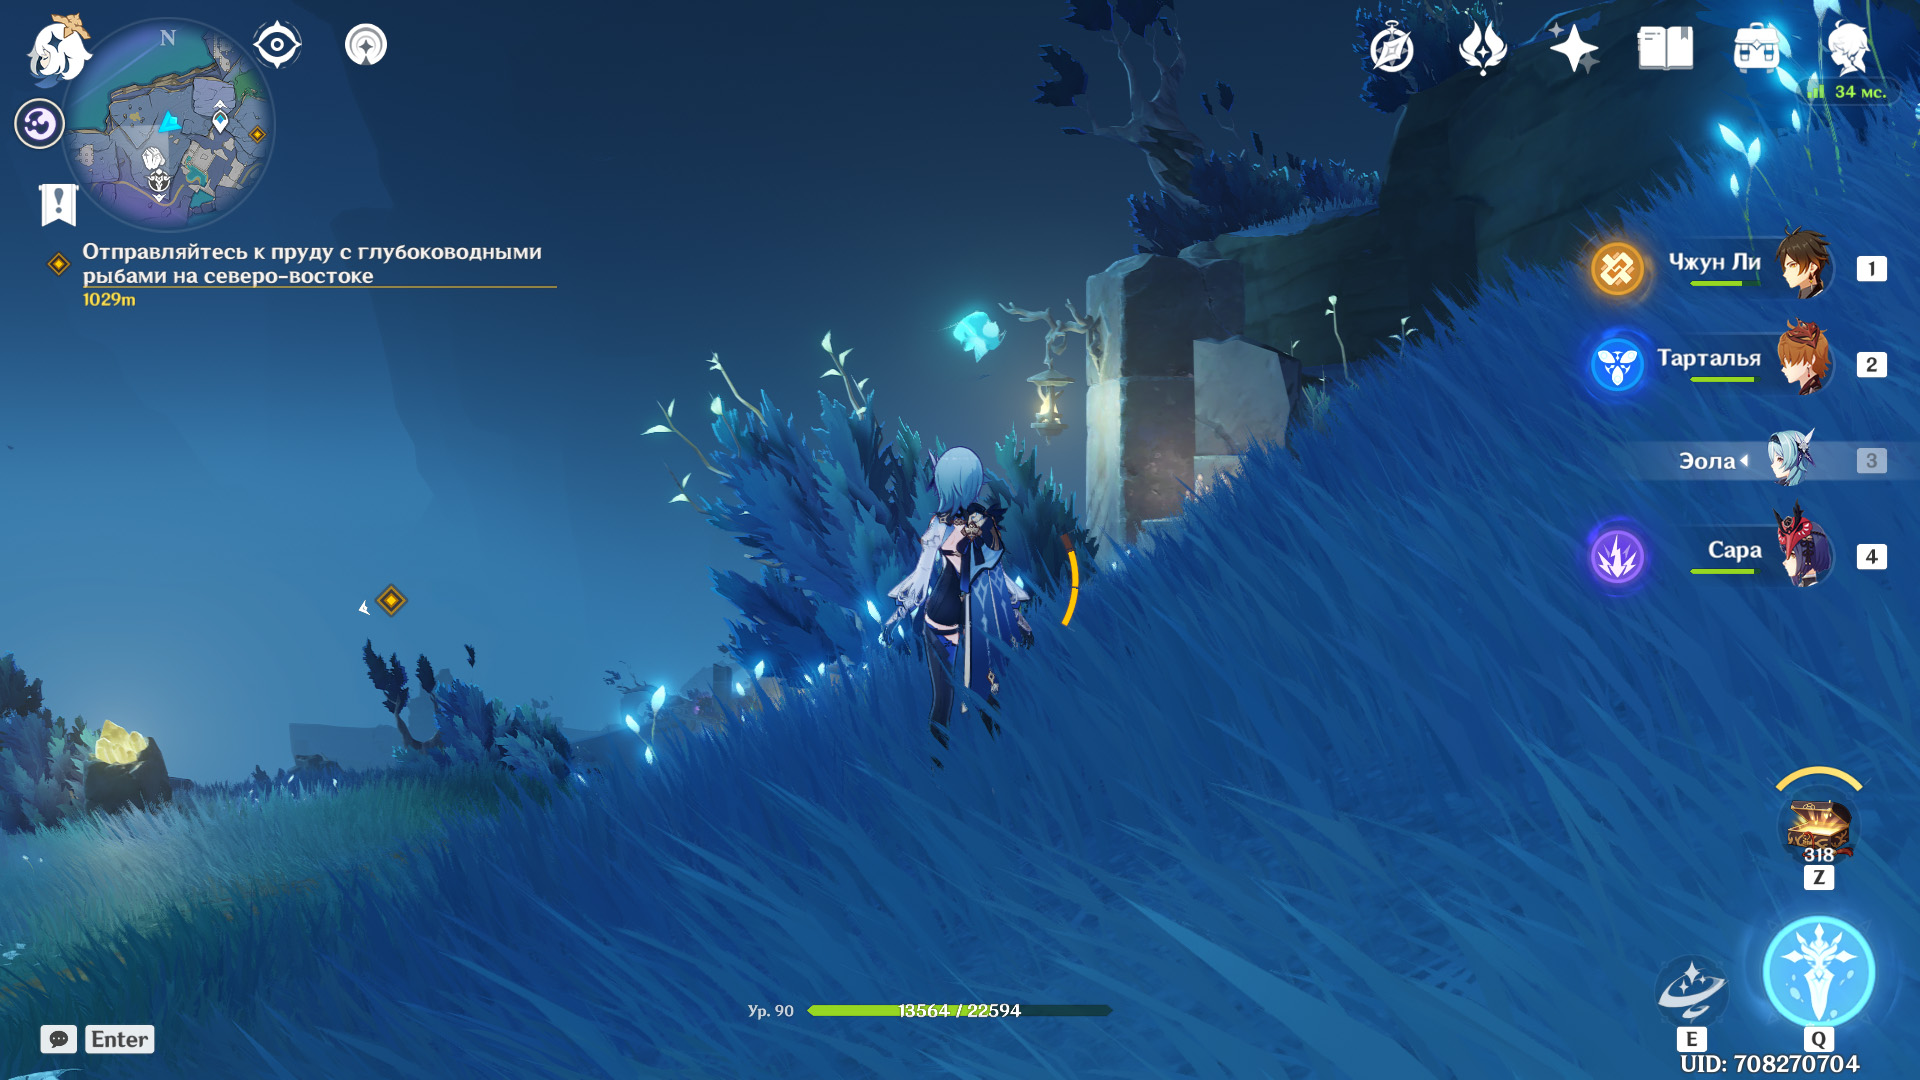 N
34 мс.
Отправляйтесь к пруду с глубоководными
рыбами на северо-востоке
1029m
Чжун Ли
1
Тарталья
2
Эола
3
Сара
4
318
Z
Ур. 90
13564 / 22594
Enter
E
Q
UID: 708270704